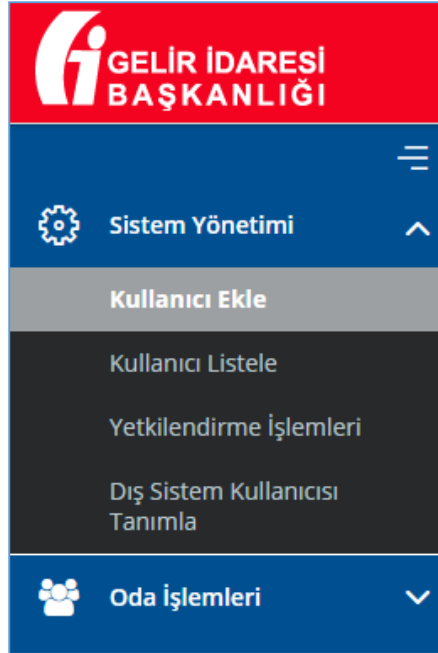 GELİR İDARESİ
BAŞKANLIĞI
Sistem Yönetimi
Kullanıcı Ekle
Kullanıcı Listele
Yetkilendirme İşlemleri
Dış Sistem Kullanıcısı
Tanımla
Oda İşlemleri